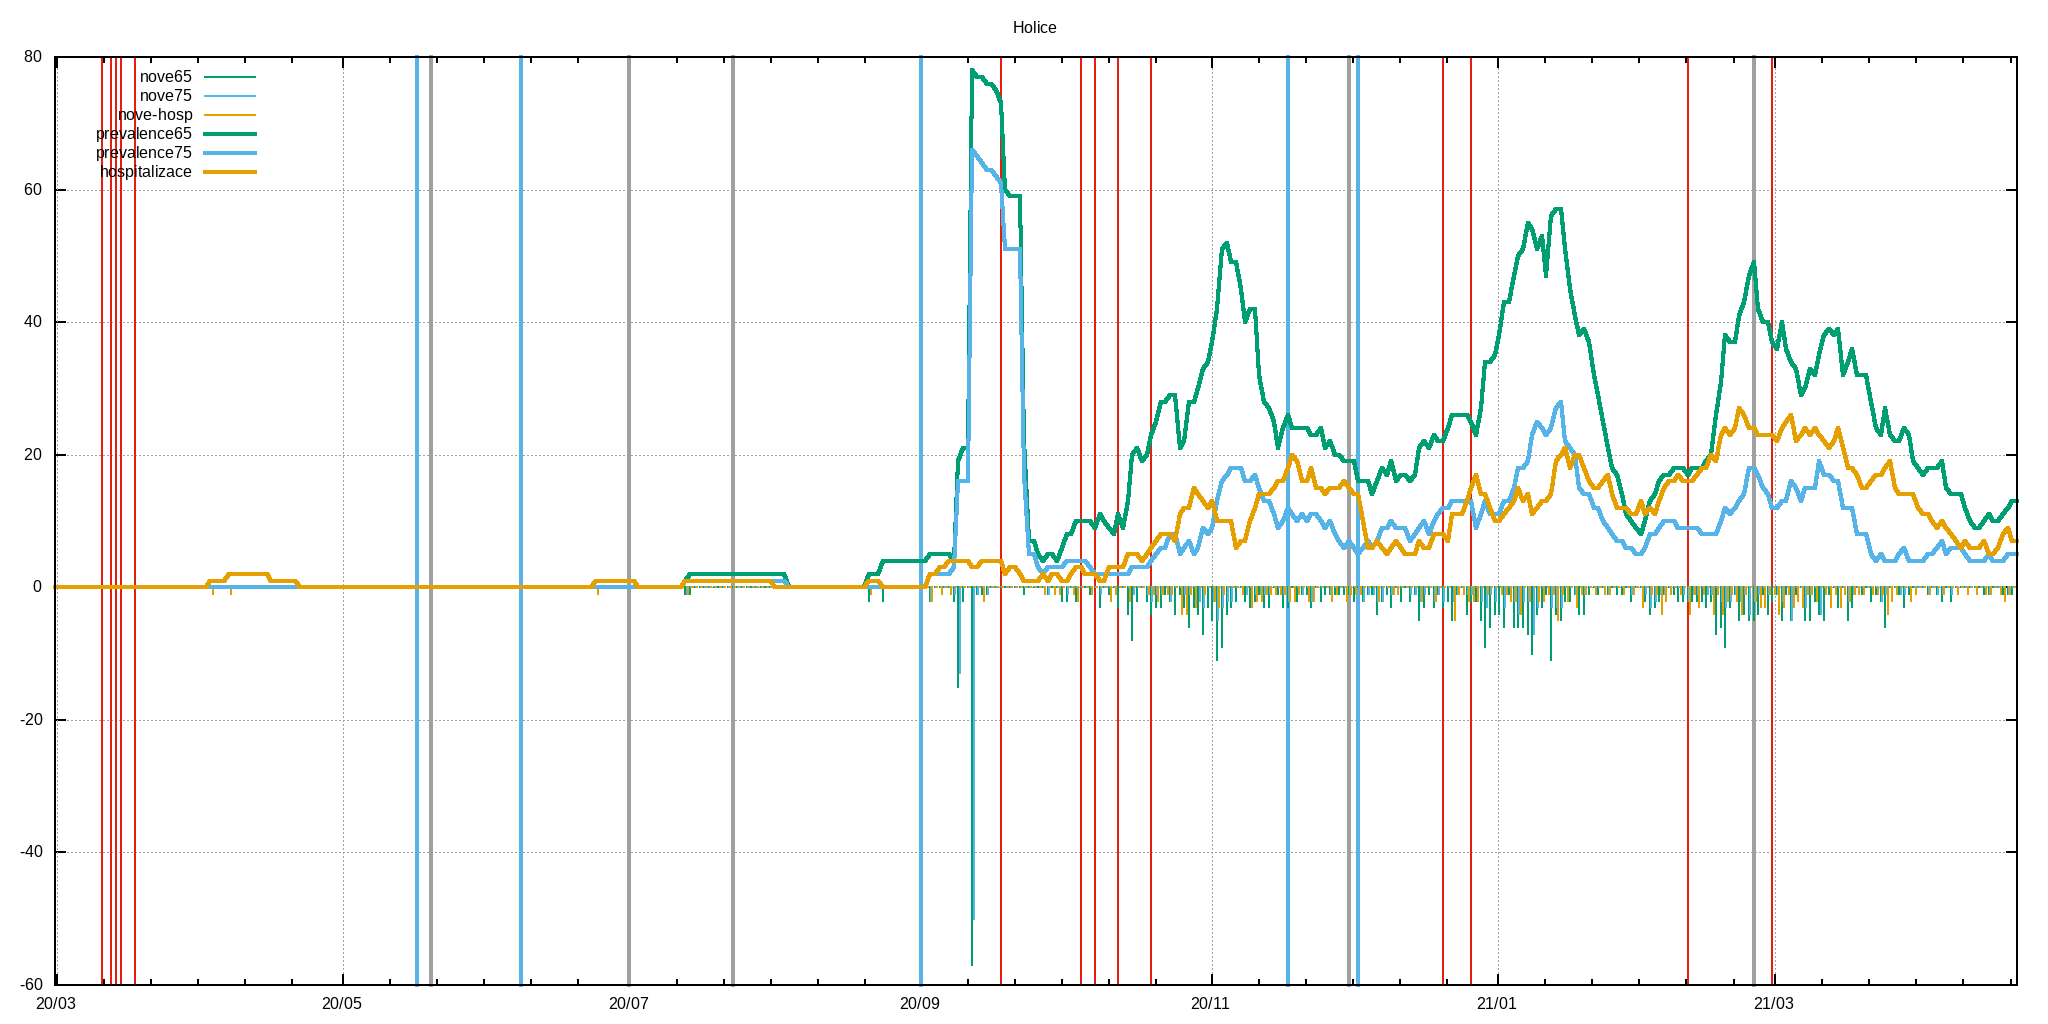 Holice
80
60
40
20
0
-20
-40
-60
nove65
nove75
nove-hosp
prevalence65
prevalence75
hospitalizace
20/03 20/05 20/07 20/09 20/11 21/01 21/03